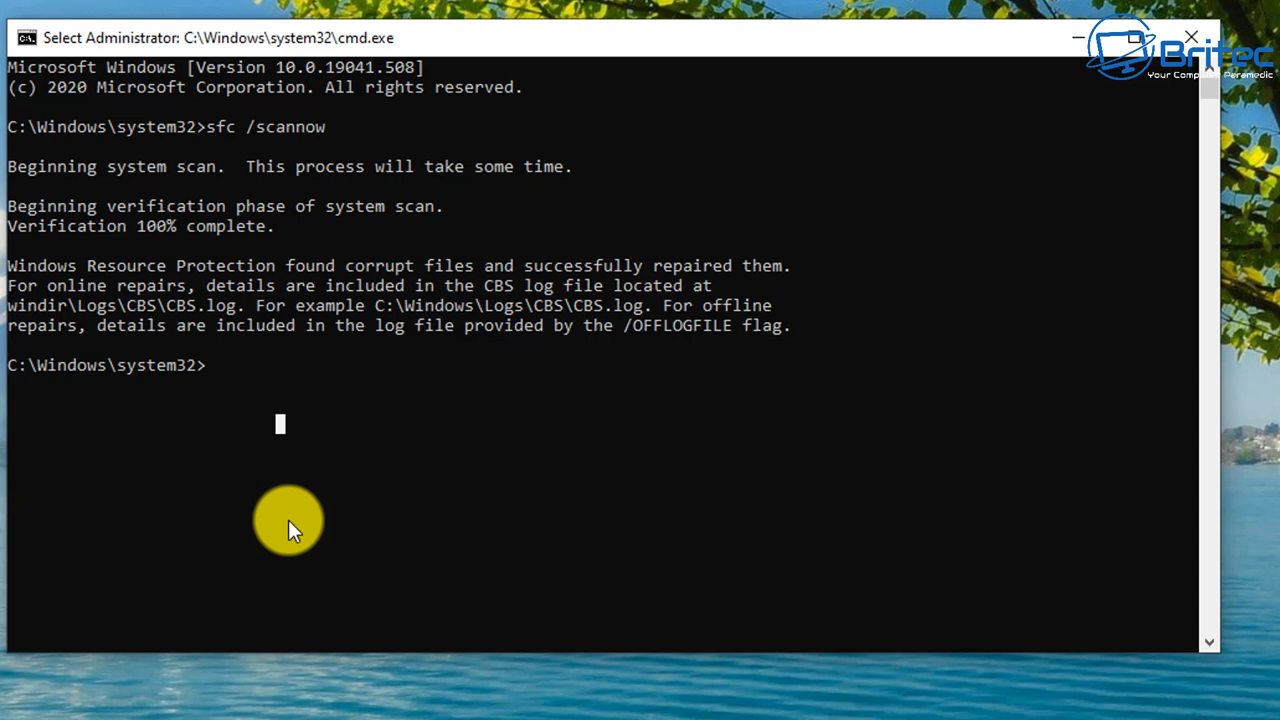 Select Administrator: C:\Windows\system32\cmd.exe
Britec
Your Computer Paramedic
Microsoft Windows [Version 10.0.19041.508]
(c) 2020 Microsoft Corporation. All rights reserved.
C:\Windows\system32>sfc /scannow
Beginning system scan.  This process will take some time.
Beginning verification phase of system scan.
Verification 100% complete.
Windows Resource Protection found corrupt files and successfully repaired them.
For online repairs, details are included in the CBS log file located at
windir\Logs\CBS\CBS.log. For example C:\Windows\Logs\CBS\CBS.log. For offline
repairs, details are included in the log file provided by the /OFFLOGFILE flag.
C:\Windows\system32>